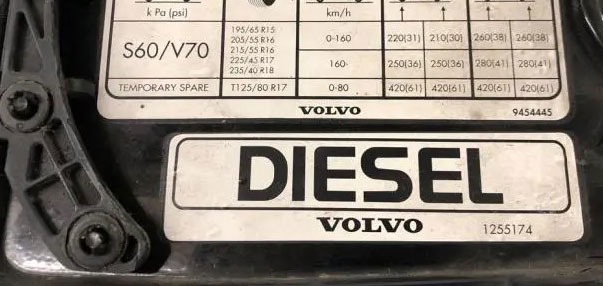 k Pa (psi) km/h
195/65 R15
205/55 R16 0-160 220(31) 210(30) 260(38) 260(38)
S60/V70 215/55 R16
225/45 R17 160- 250(36) 250(36) 280(41) 280(41)
235/40 R18
TEMPORARY SPARE T125/80 R17 0-80 420(61) 420(61) 420(61) 420(61)
VOLVO 9454445
DIESEL
VOLVO 1255174